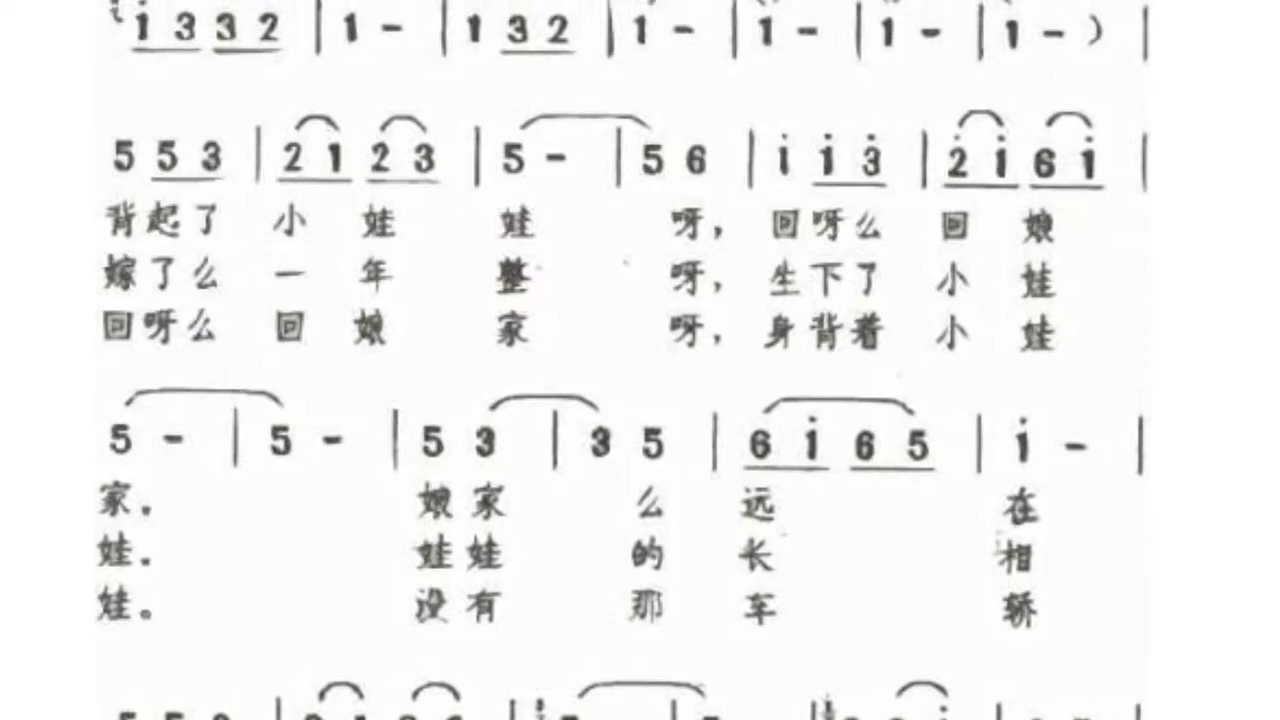 i 3 3 2 | 1 - | 1 3 2 | 1 - | 1 - | 1 - | 1 - ) |
5 5 3 | 2 1 2 3 | 5 - | 5 6 | i i 3̇ | 2̇ i 6 i |
背起了 小 娃 娃 呀， 回呀么 回 娘
嫁了么 一 年 整 呀， 生下了 小 娃
回呀么 回 娘 家 呀， 身背着 小 娃
5 - | 5 - | 5 3 | 3 5 | 6 i 6 5 | i - |
家。 娘家 么 远 在
娃。 娃娃 的 长 相
娃。 没有 那 车 轿